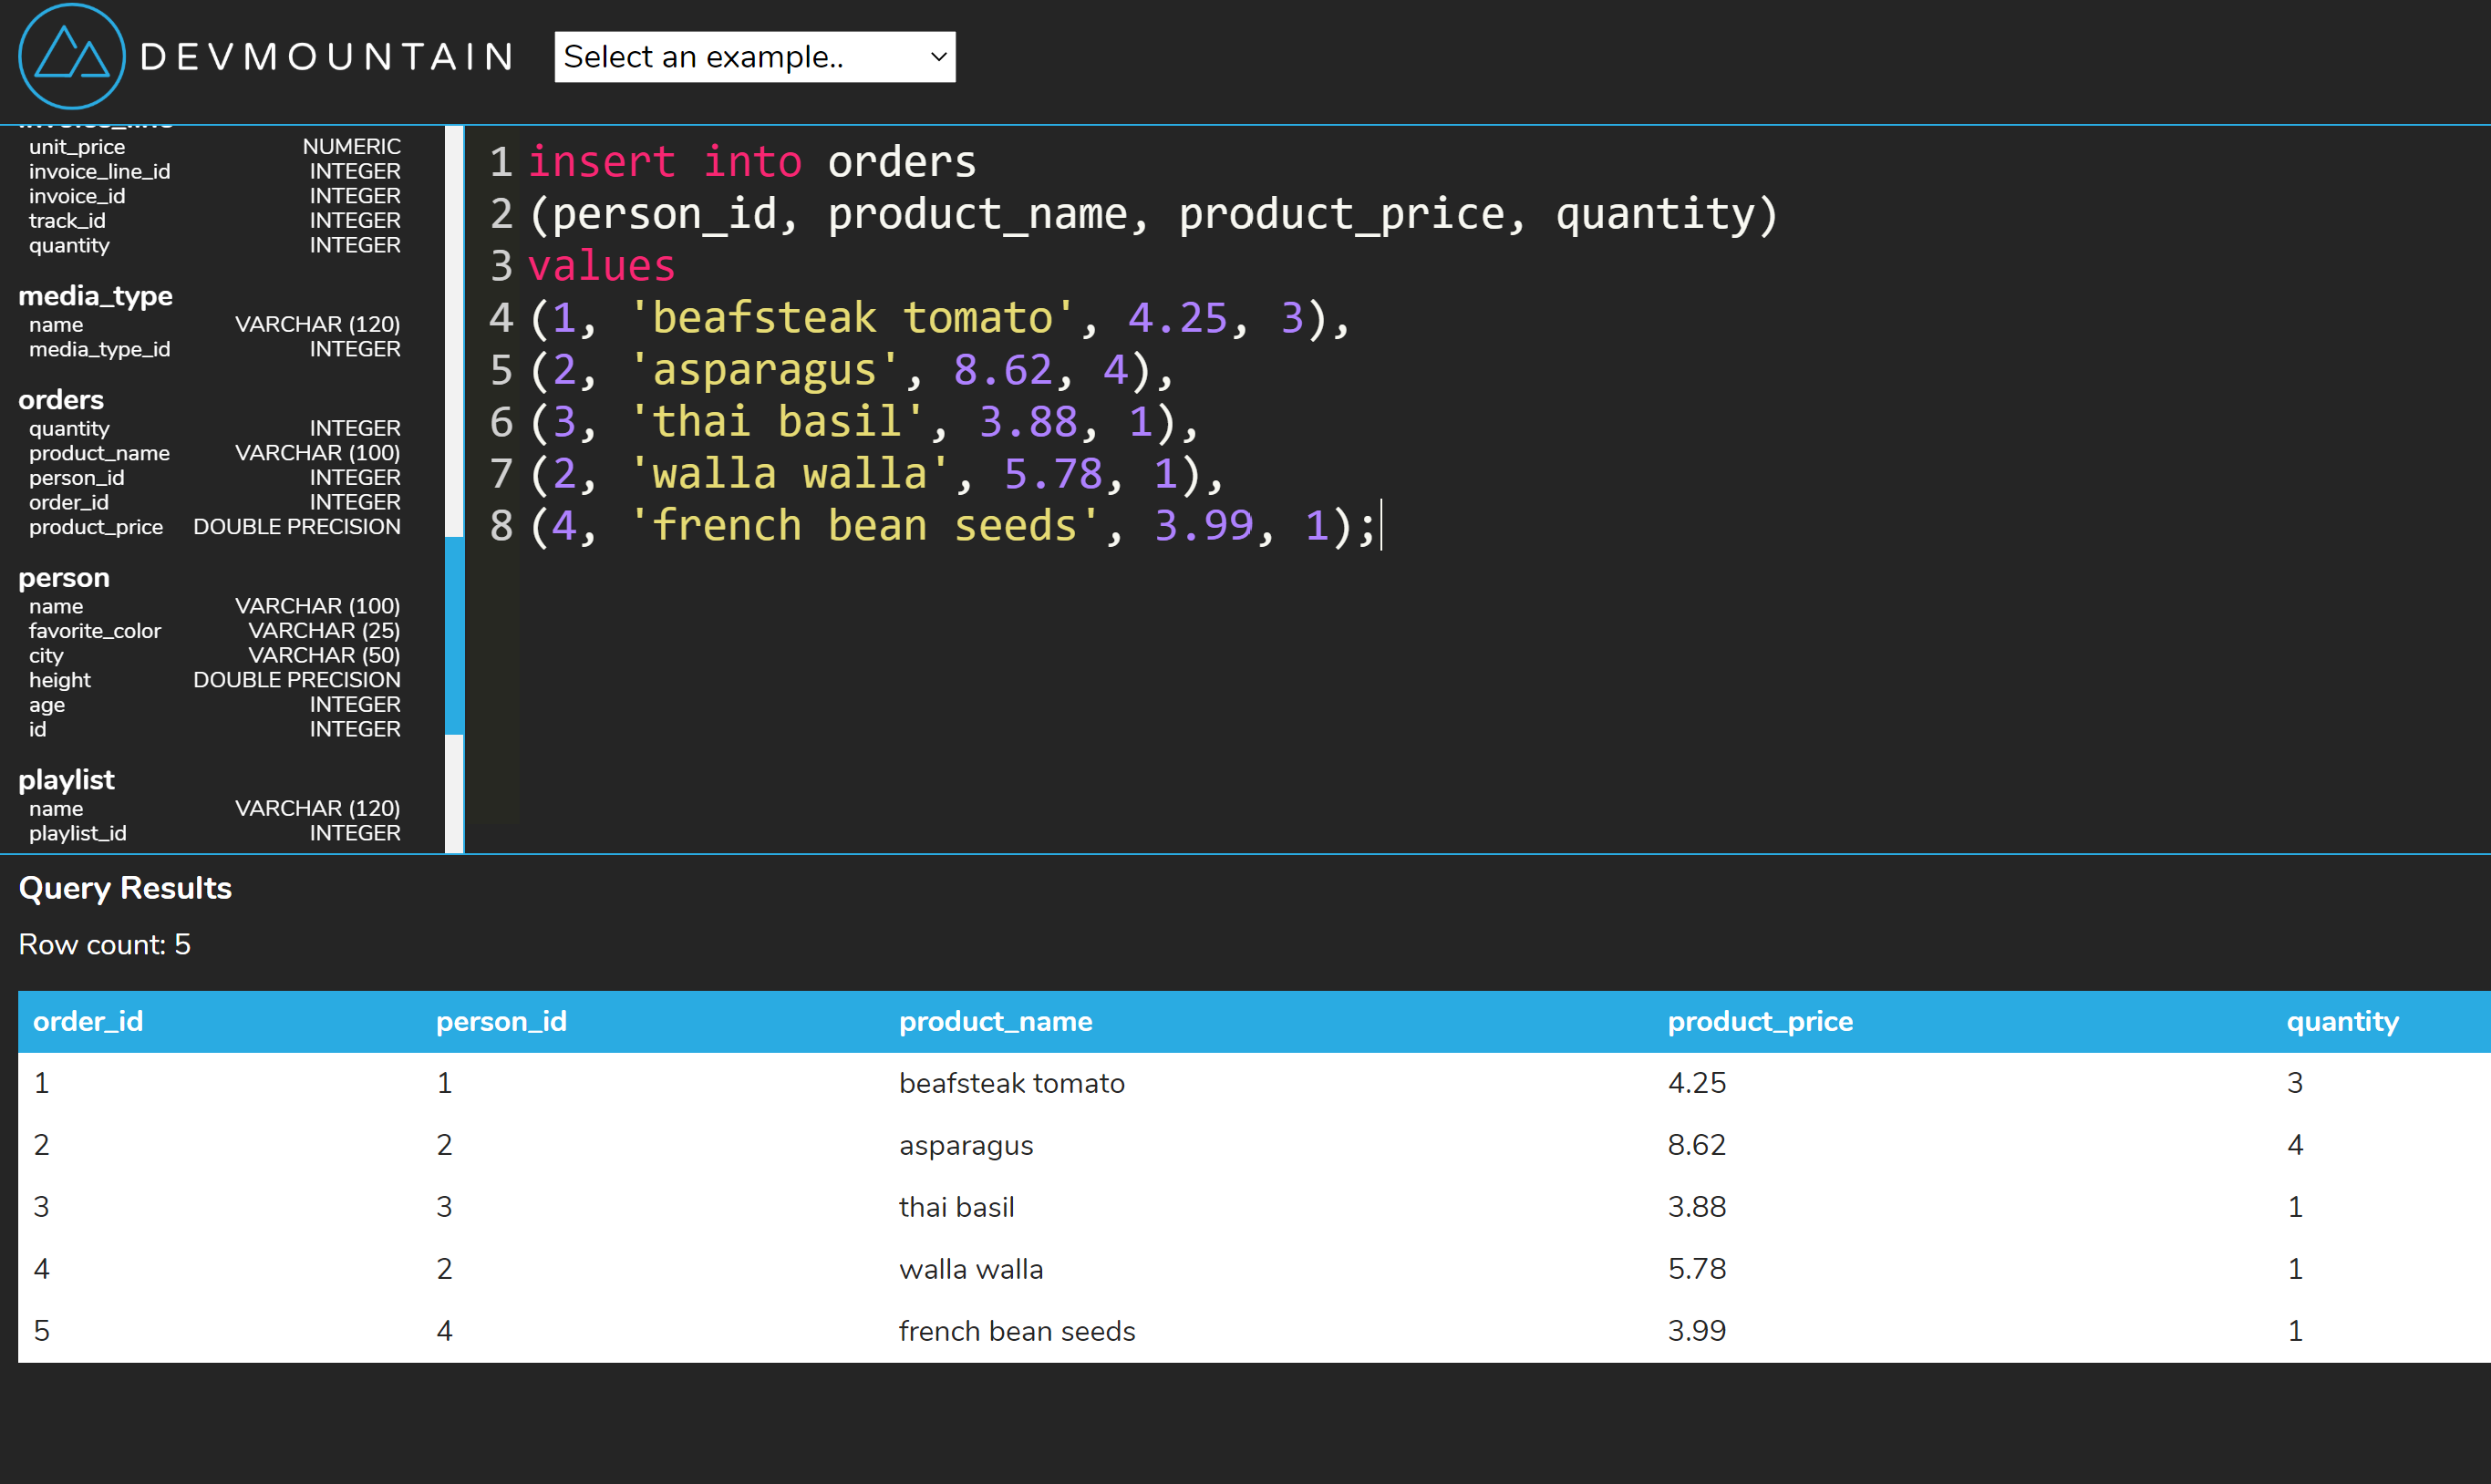 DEVMOUNTAIN Select an example..
unit_price NUMERIC
invoice_line_id INTEGER
invoice_id INTEGER
track_id INTEGER
quantity INTEGER
media_type
name VARCHAR (120)
media_type_id INTEGER
orders
quantity INTEGER
product_name VARCHAR (100)
person_id INTEGER
order_id INTEGER
product_price DOUBLE PRECISION
person
name VARCHAR (100)
favorite_color VARCHAR (25)
city VARCHAR (50)
height DOUBLE PRECISION
age INTEGER
id INTEGER
playlist
name VARCHAR (120)
playlist_id INTEGER
1 insert into orders
2 (person_id, product_name, product_price, quantity)
3 values
4 (1, 'beafsteak tomato', 4.25, 3),
5 (2, 'asparagus', 8.62, 4),
6 (3, 'thai basil', 3.88, 1),
7 (2, 'walla walla', 5.78, 1),
8 (4, 'french bean seeds', 3.99, 1);
Query Results
Row count: 5
order_id person_id product_name product_price quantity
1 1 beafsteak tomato 4.25 3
2 2 asparagus 8.62 4
3 3 thai basil 3.88 1
4 2 walla walla 5.78 1
5 4 french bean seeds 3.99 1